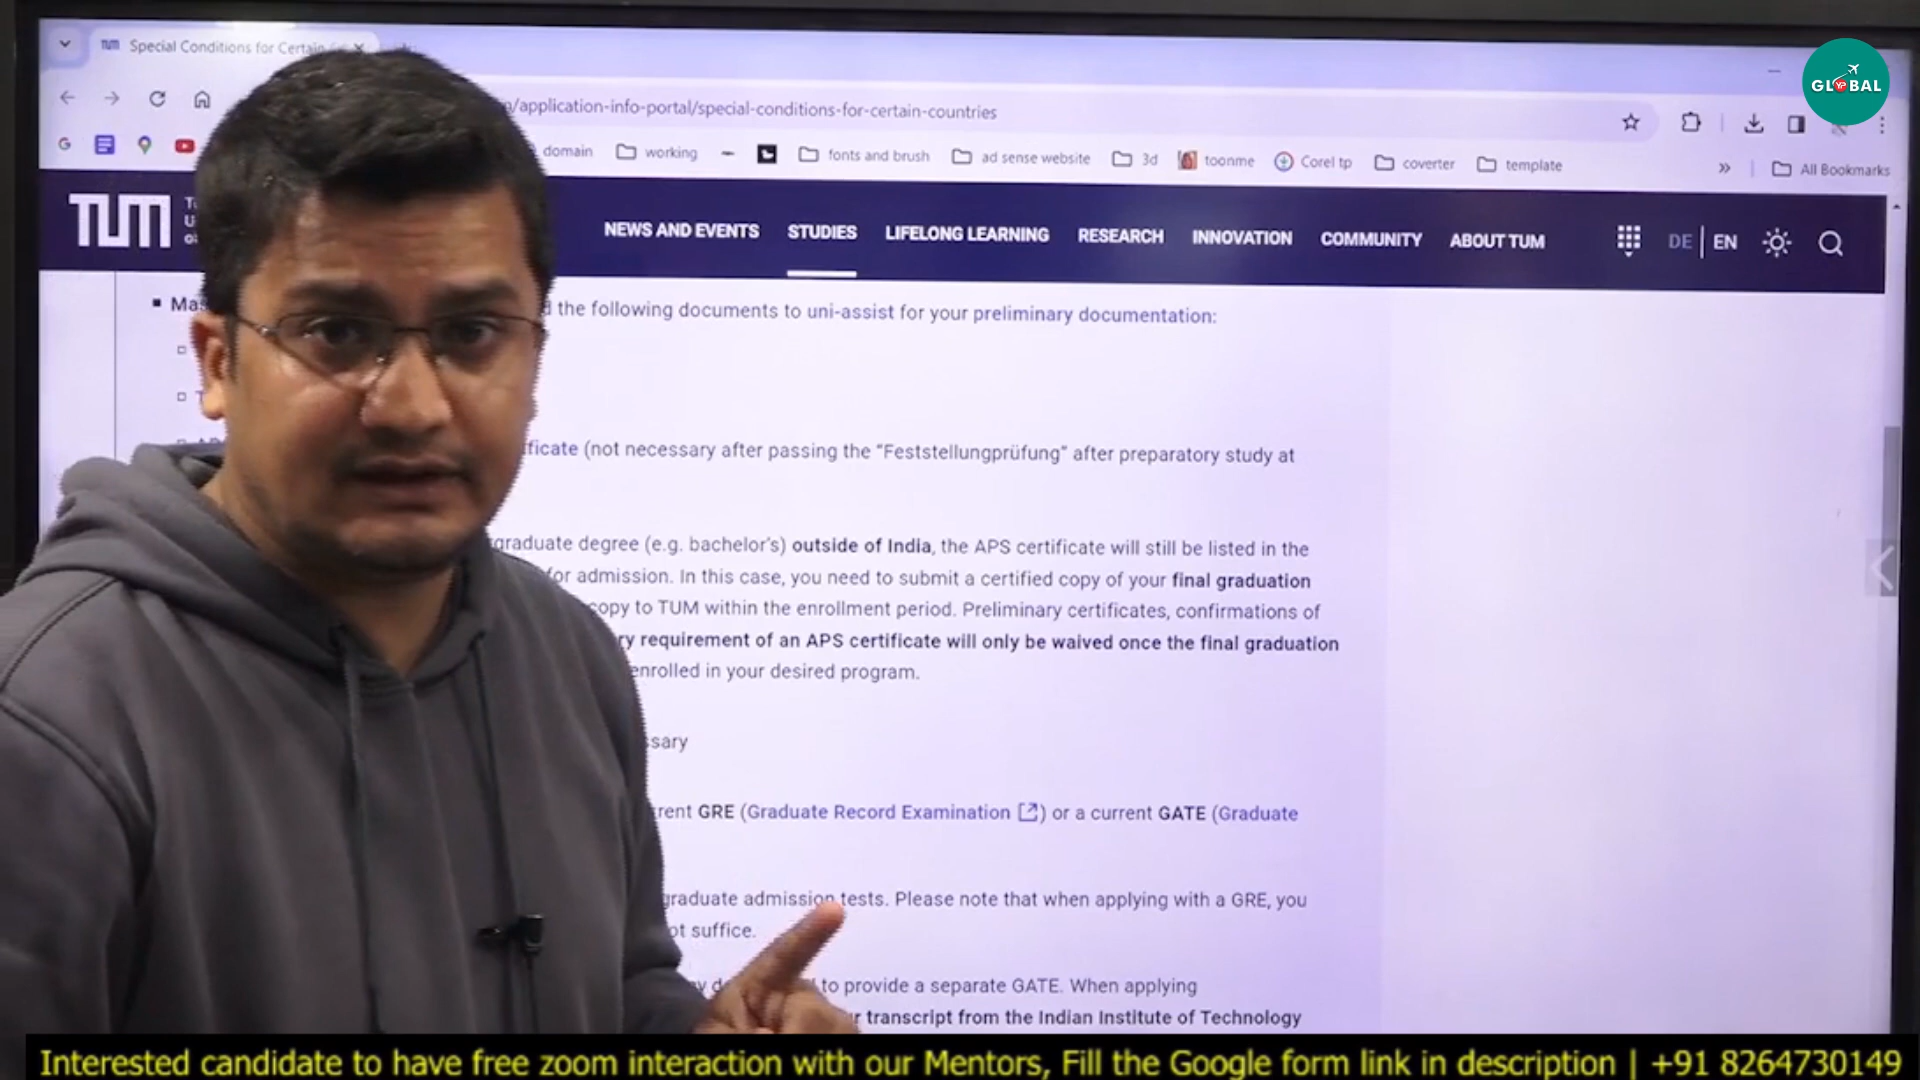 TUM Special Conditions for Certain
GLOBAL
YP
/application-info-portal/special-conditions-for-certain-countries
G
domain
working
fonts and brush
ad sense website
3d
toonme
Corel tp
coverter
template
»
All Bookmarks
TUM
NEWS AND EVENTS
STUDIES
LIFELONG LEARNING
RESEARCH
INNOVATION
COMMUNITY
ABOUT TUM
DE | EN
the following documents to uni-assist for your preliminary documentation:
(not necessary after passing the "Feststellungprüfung" after preparatory study at
graduate degree (e.g. bachelor's) outside of India, the APS certificate will still be listed in the
for admission. In this case, you need to submit a certified copy of your final graduation
copy to TUM within the enrollment period. Preliminary certificates, confirmations of
requirement of an APS certificate will only be waived once the final graduation
enrolled in your desired program.
ssary
rent GRE (Graduate Record Examination) or a current GATE (Graduate
graduate admission tests. Please note that when applying with a GRE, you
ot suffice.
to provide a separate GATE. When applying
transcript from the Indian Institute of Technology
Interested candidate to have free zoom interaction with our Mentors, Fill the Google form link in description | +91 8264730149